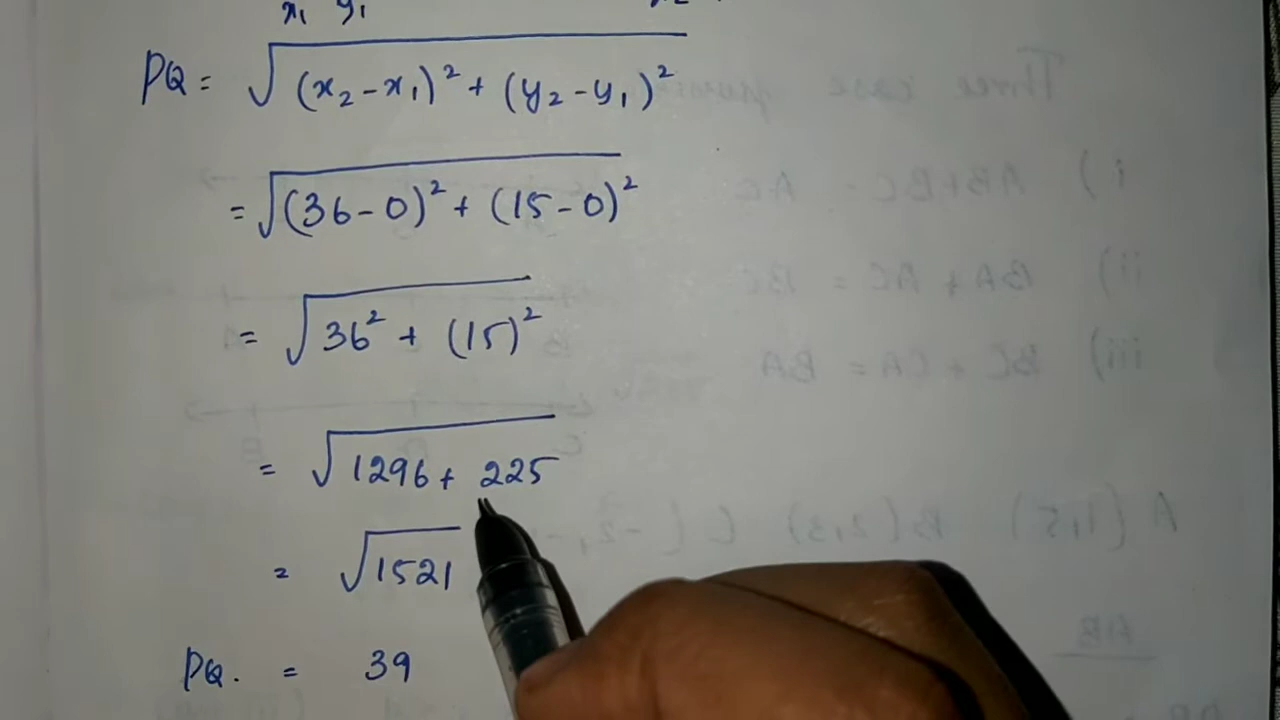 x₁ y₁ x₂
PQ = √(x₂-x₁)² + (y₂-y₁)²
= √(36-0)² + (15-0)²
= √36² + (15)²
= √1296 + 225
= √1521
PQ. = 39